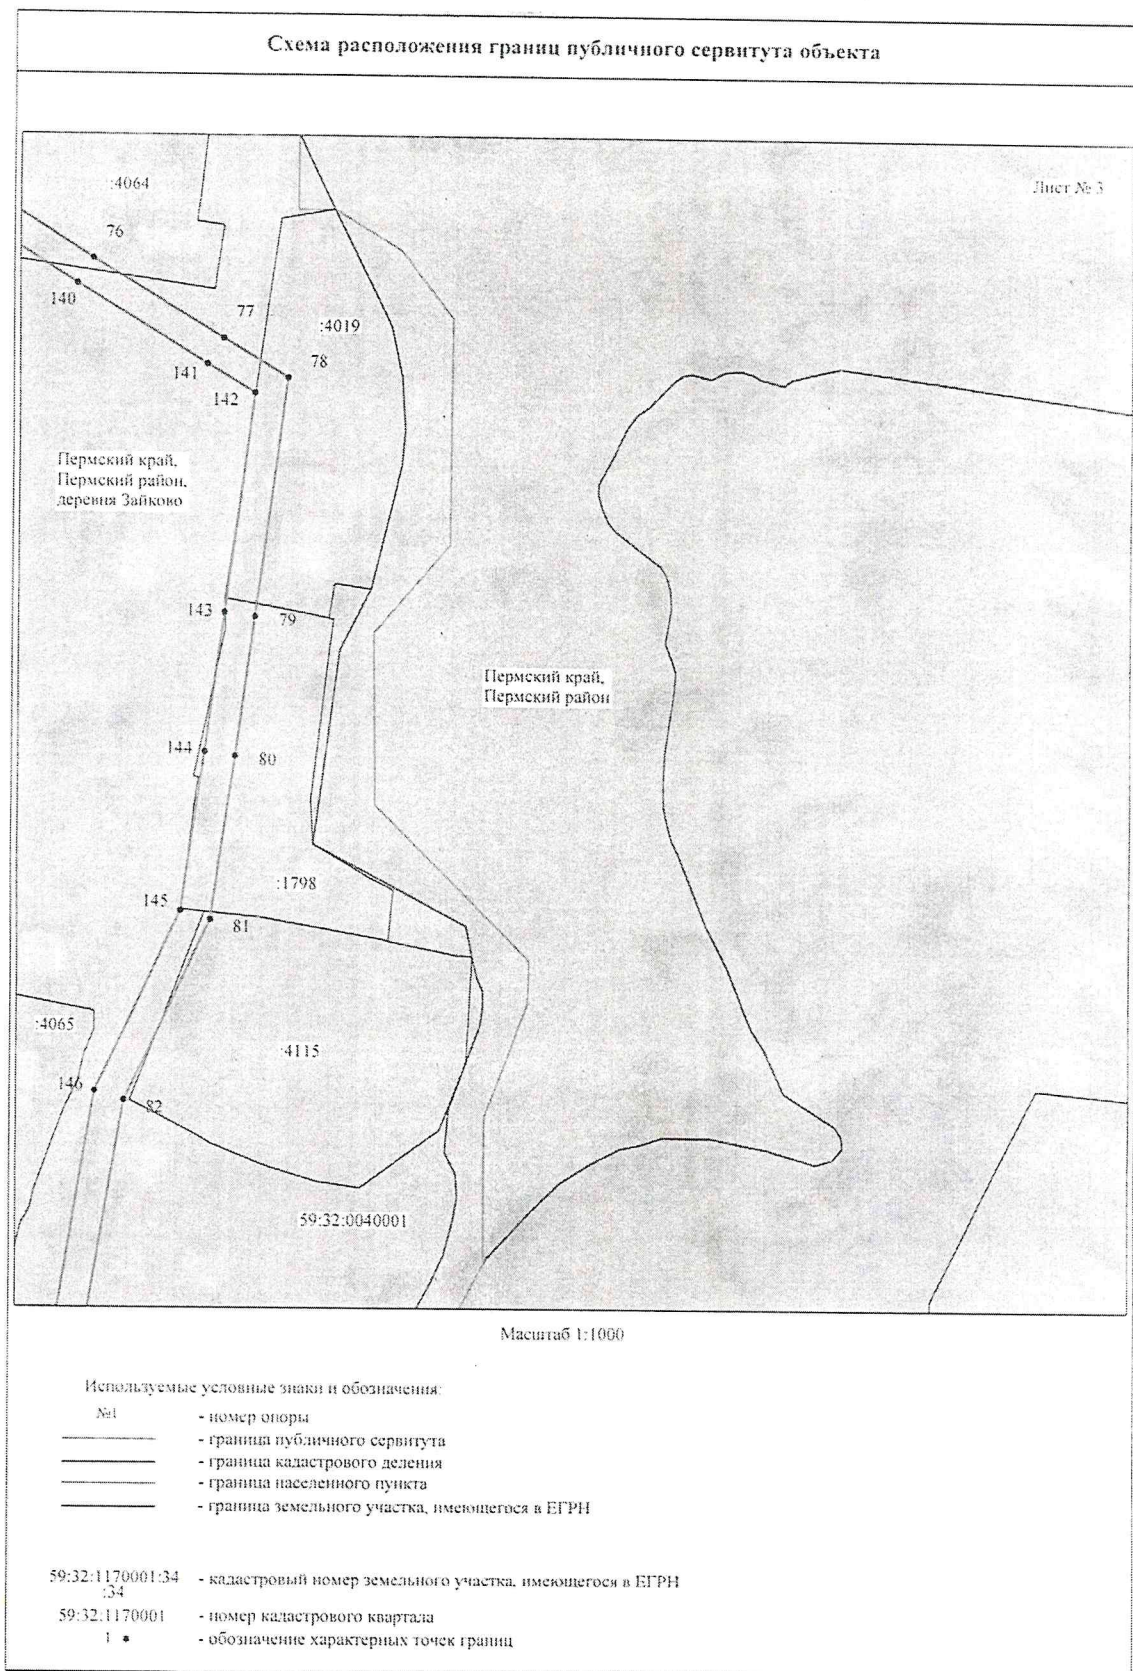 Схема расположения границ публичного сервитута объекта
Лист № 3
:4064
76
140
77
:4019
78
141
142
Пермский край,
Пермский район,
деревня Зайково
143
79
Пермский край,
Пермский район
144
80
:1798
145
81
:4065
:4115
146
82
59:32:0040001
Масштаб 1:1000
Используемые условные знаки и обозначения:
№1 - номер опоры
- граница публичного сервитута
- граница кадастрового деления
- граница населенного пункта
- граница земельного участка, имеющегося в ЕГРН
59:32:1170001:34 - кадастровый номер земельного участка, имеющегося в ЕГРН
:34
59:32:1170001 - номер кадастрового квартала
1 - обозначение характерных точек границ